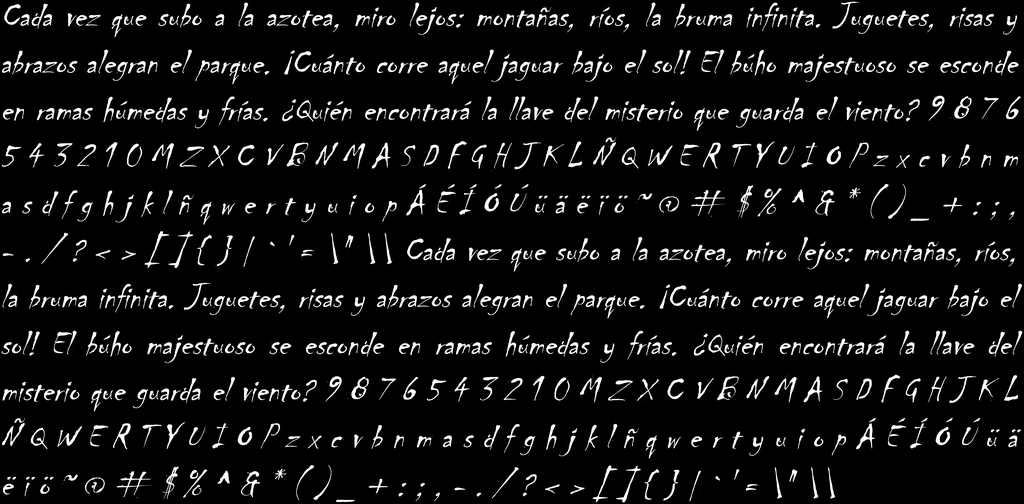 Cada vez que subo a la azotea, miro lejos: montañas, ríos, la bruma infinita. Juguetes, risas y
abrazos alegran el parque. ¡Cuánto corre aquel jaguar bajo el sol! El búho majestuoso se esconde
en ramas húmedas y frías. ¿Quién encontrará la llave del misterio que guarda el viento? 9 8 7 6
5 4 3 2 1 0 M Z X C V B N M A S D F G H J K L Ñ Q W E R T Y U I O P z x c v b n m
a s d f g h j k l ñ q w e r t y u i o p Á É Í Ó Ú ü ä ë ï ö ~ @ # $ % ^ & * ( ) _ + : ; ,
- . / ? < > [ ] { } | ` ' = \ " \ \ Cada vez que subo a la azotea, miro lejos: montañas, ríos,
la bruma infinita. Juguetes, risas y abrazos alegran el parque. ¡Cuánto corre aquel jaguar bajo el
sol! El búho majestuoso se esconde en ramas húmedas y frías. ¿Quién encontrará la llave del
misterio que guarda el viento? 9 8 7 6 5 4 3 2 1 0 M Z X C V B N M A S D F G H J K L
Ñ Q W E R T Y U I O P z x c v b n m a s d f g h j k l ñ q w e r t y u i o p Á É Í Ó Ú ü ä
ë ï ö ~ @ # $ % ^ & * ( ) _ + : ; , - . / ? < > [ ] { } | ` ' = \ " \ \